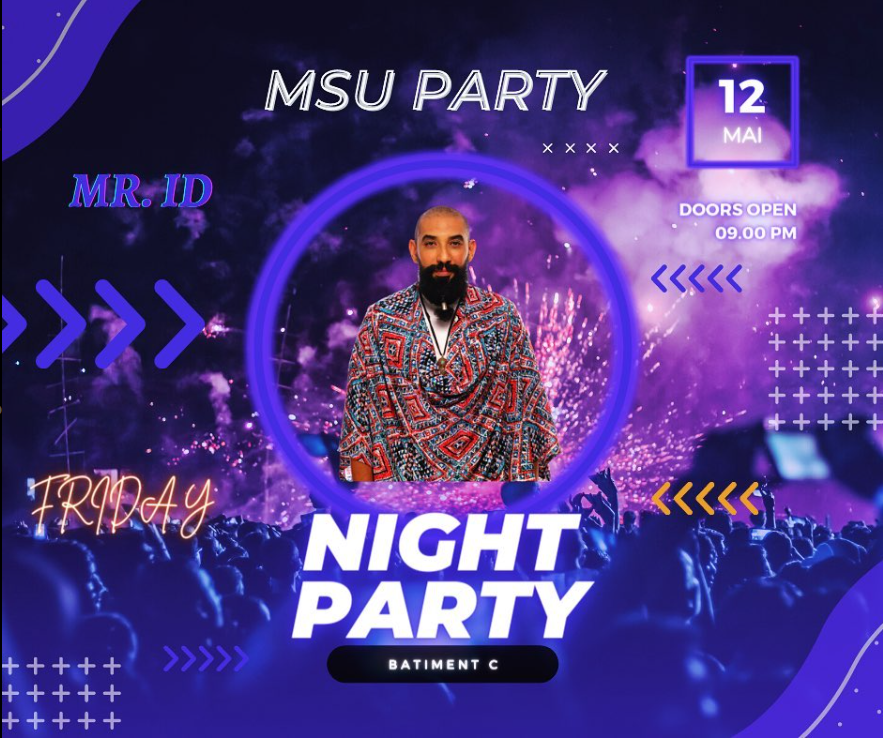 MSU PARTY
12
MAI
MR. ID
DOORS OPEN
09.00 PM
FRIDAY
NIGHT
PARTY
BATIMENT C